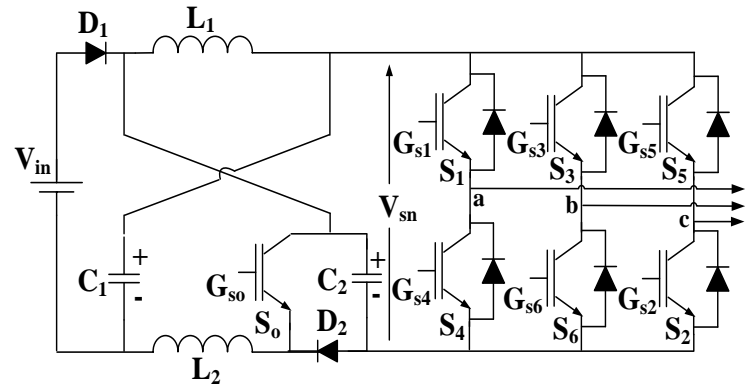 D1
L1
Vin
C1
+
-
Gso
So
C2
+
-
D2
L2
Vsn
Gs1
S1
Gs3
S3
Gs5
S5
a
b
c
Gs4
S4
Gs6
S6
Gs2
S2